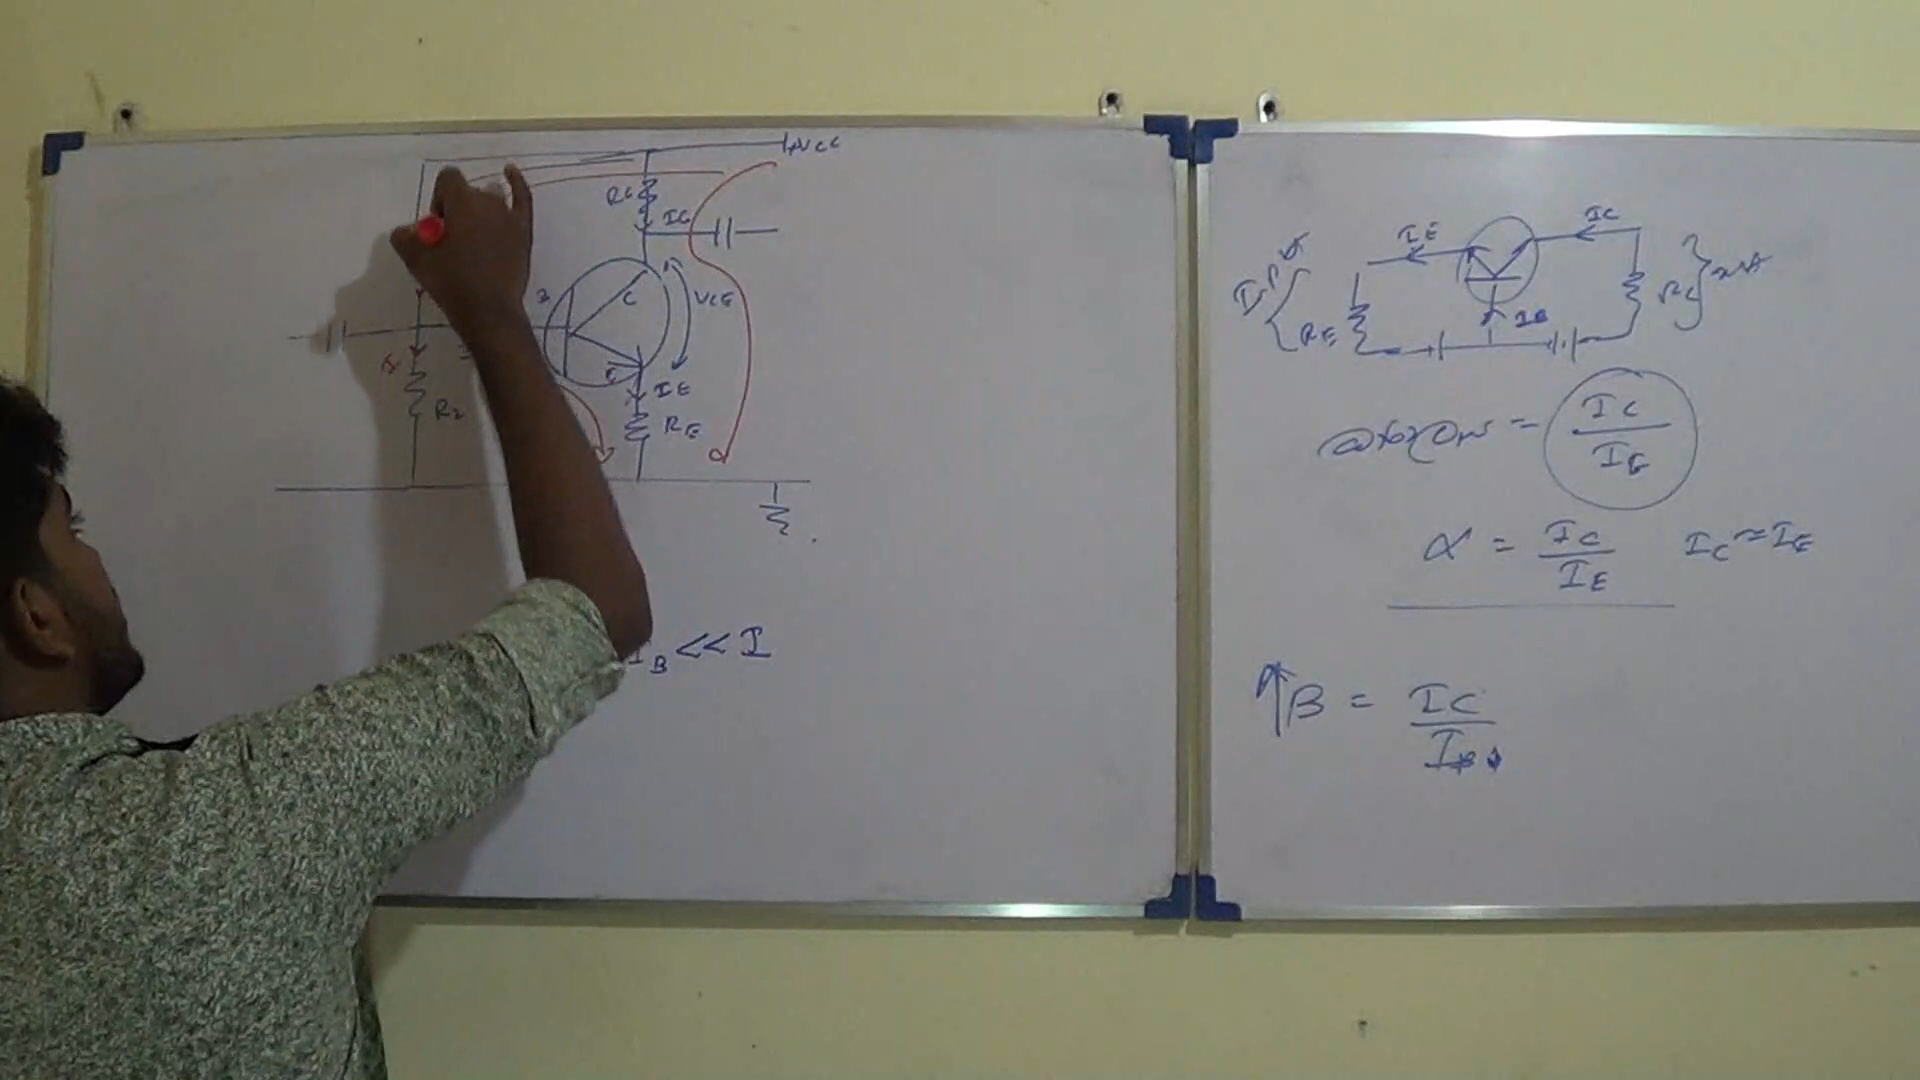 +VCC
RC
IC
VCE
C
E
IE
RE
R2
IB << I
IE
IC
RE
IB
RC
= IC / IE
α = IC / IE    IC ≈ IE
↑β = IC / IB